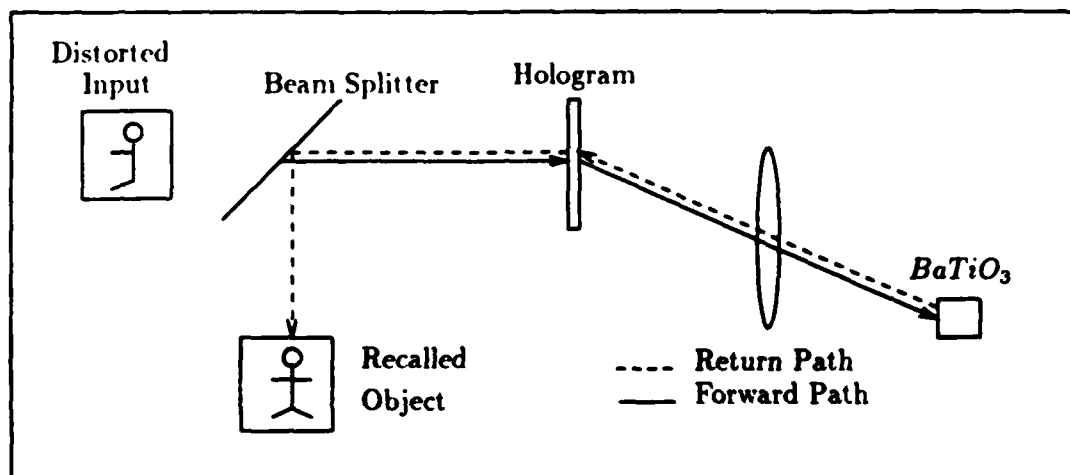 Distorted
Input
Beam Splitter
Hologram
BaTiO₃
Recalled
Object
Return Path
Forward Path